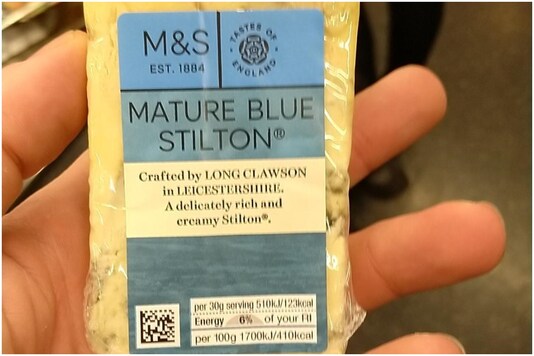 M&S
EST. 1884
TASTES OF ENGLAND
MATURE BLUE
STILTON®
Crafted by LONG CLAWSON
in LEICESTERSHIRE.
A delicately rich and
creamy Stilton®.
per 30g serving 510kJ/123kcal
Energy 6% of your RI
per 100g 1700kJ/410kcal